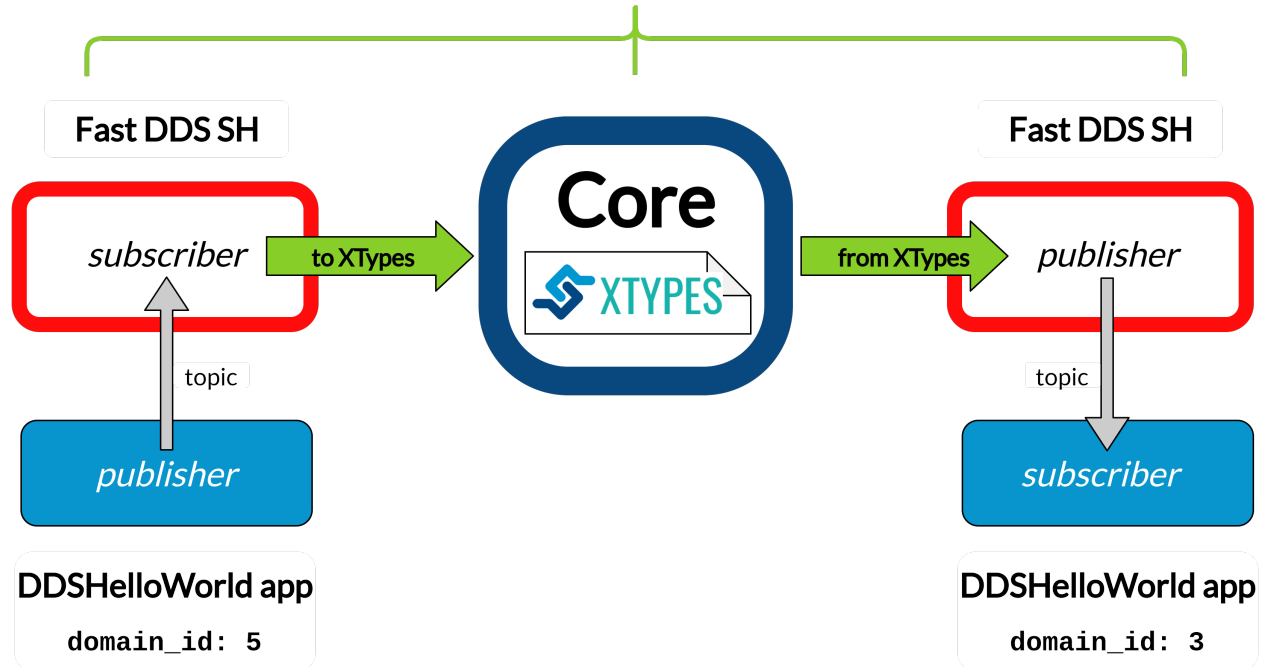 Fast DDS SH
Fast DDS SH
Core
subscriber
to XTypes
from XTypes
publisher
XTYPES
topic
topic
publisher
subscriber
DDSHelloWorld app
DDSHelloWorld app
domain_id: 5
domain_id: 3